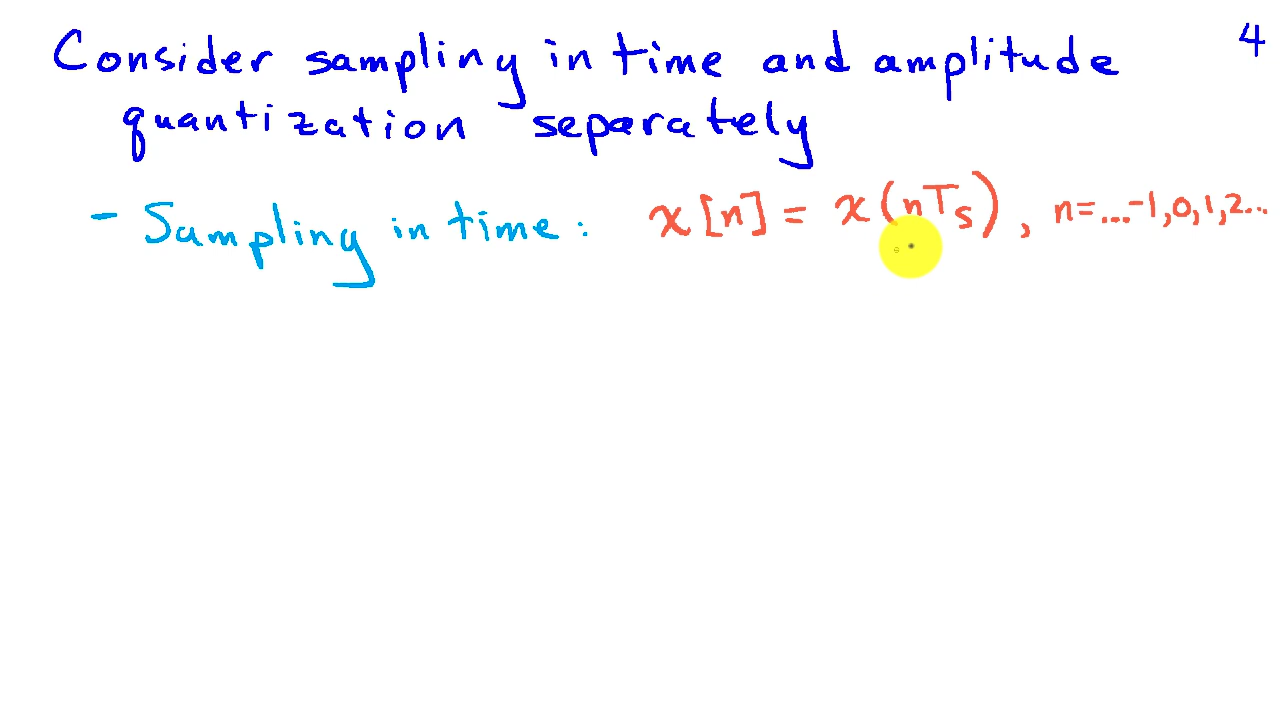 4
Consider sampling in time and amplitude
quantization separately
- Sampling in time: x[n] = x(nTs), n=...-1,0,1,2...